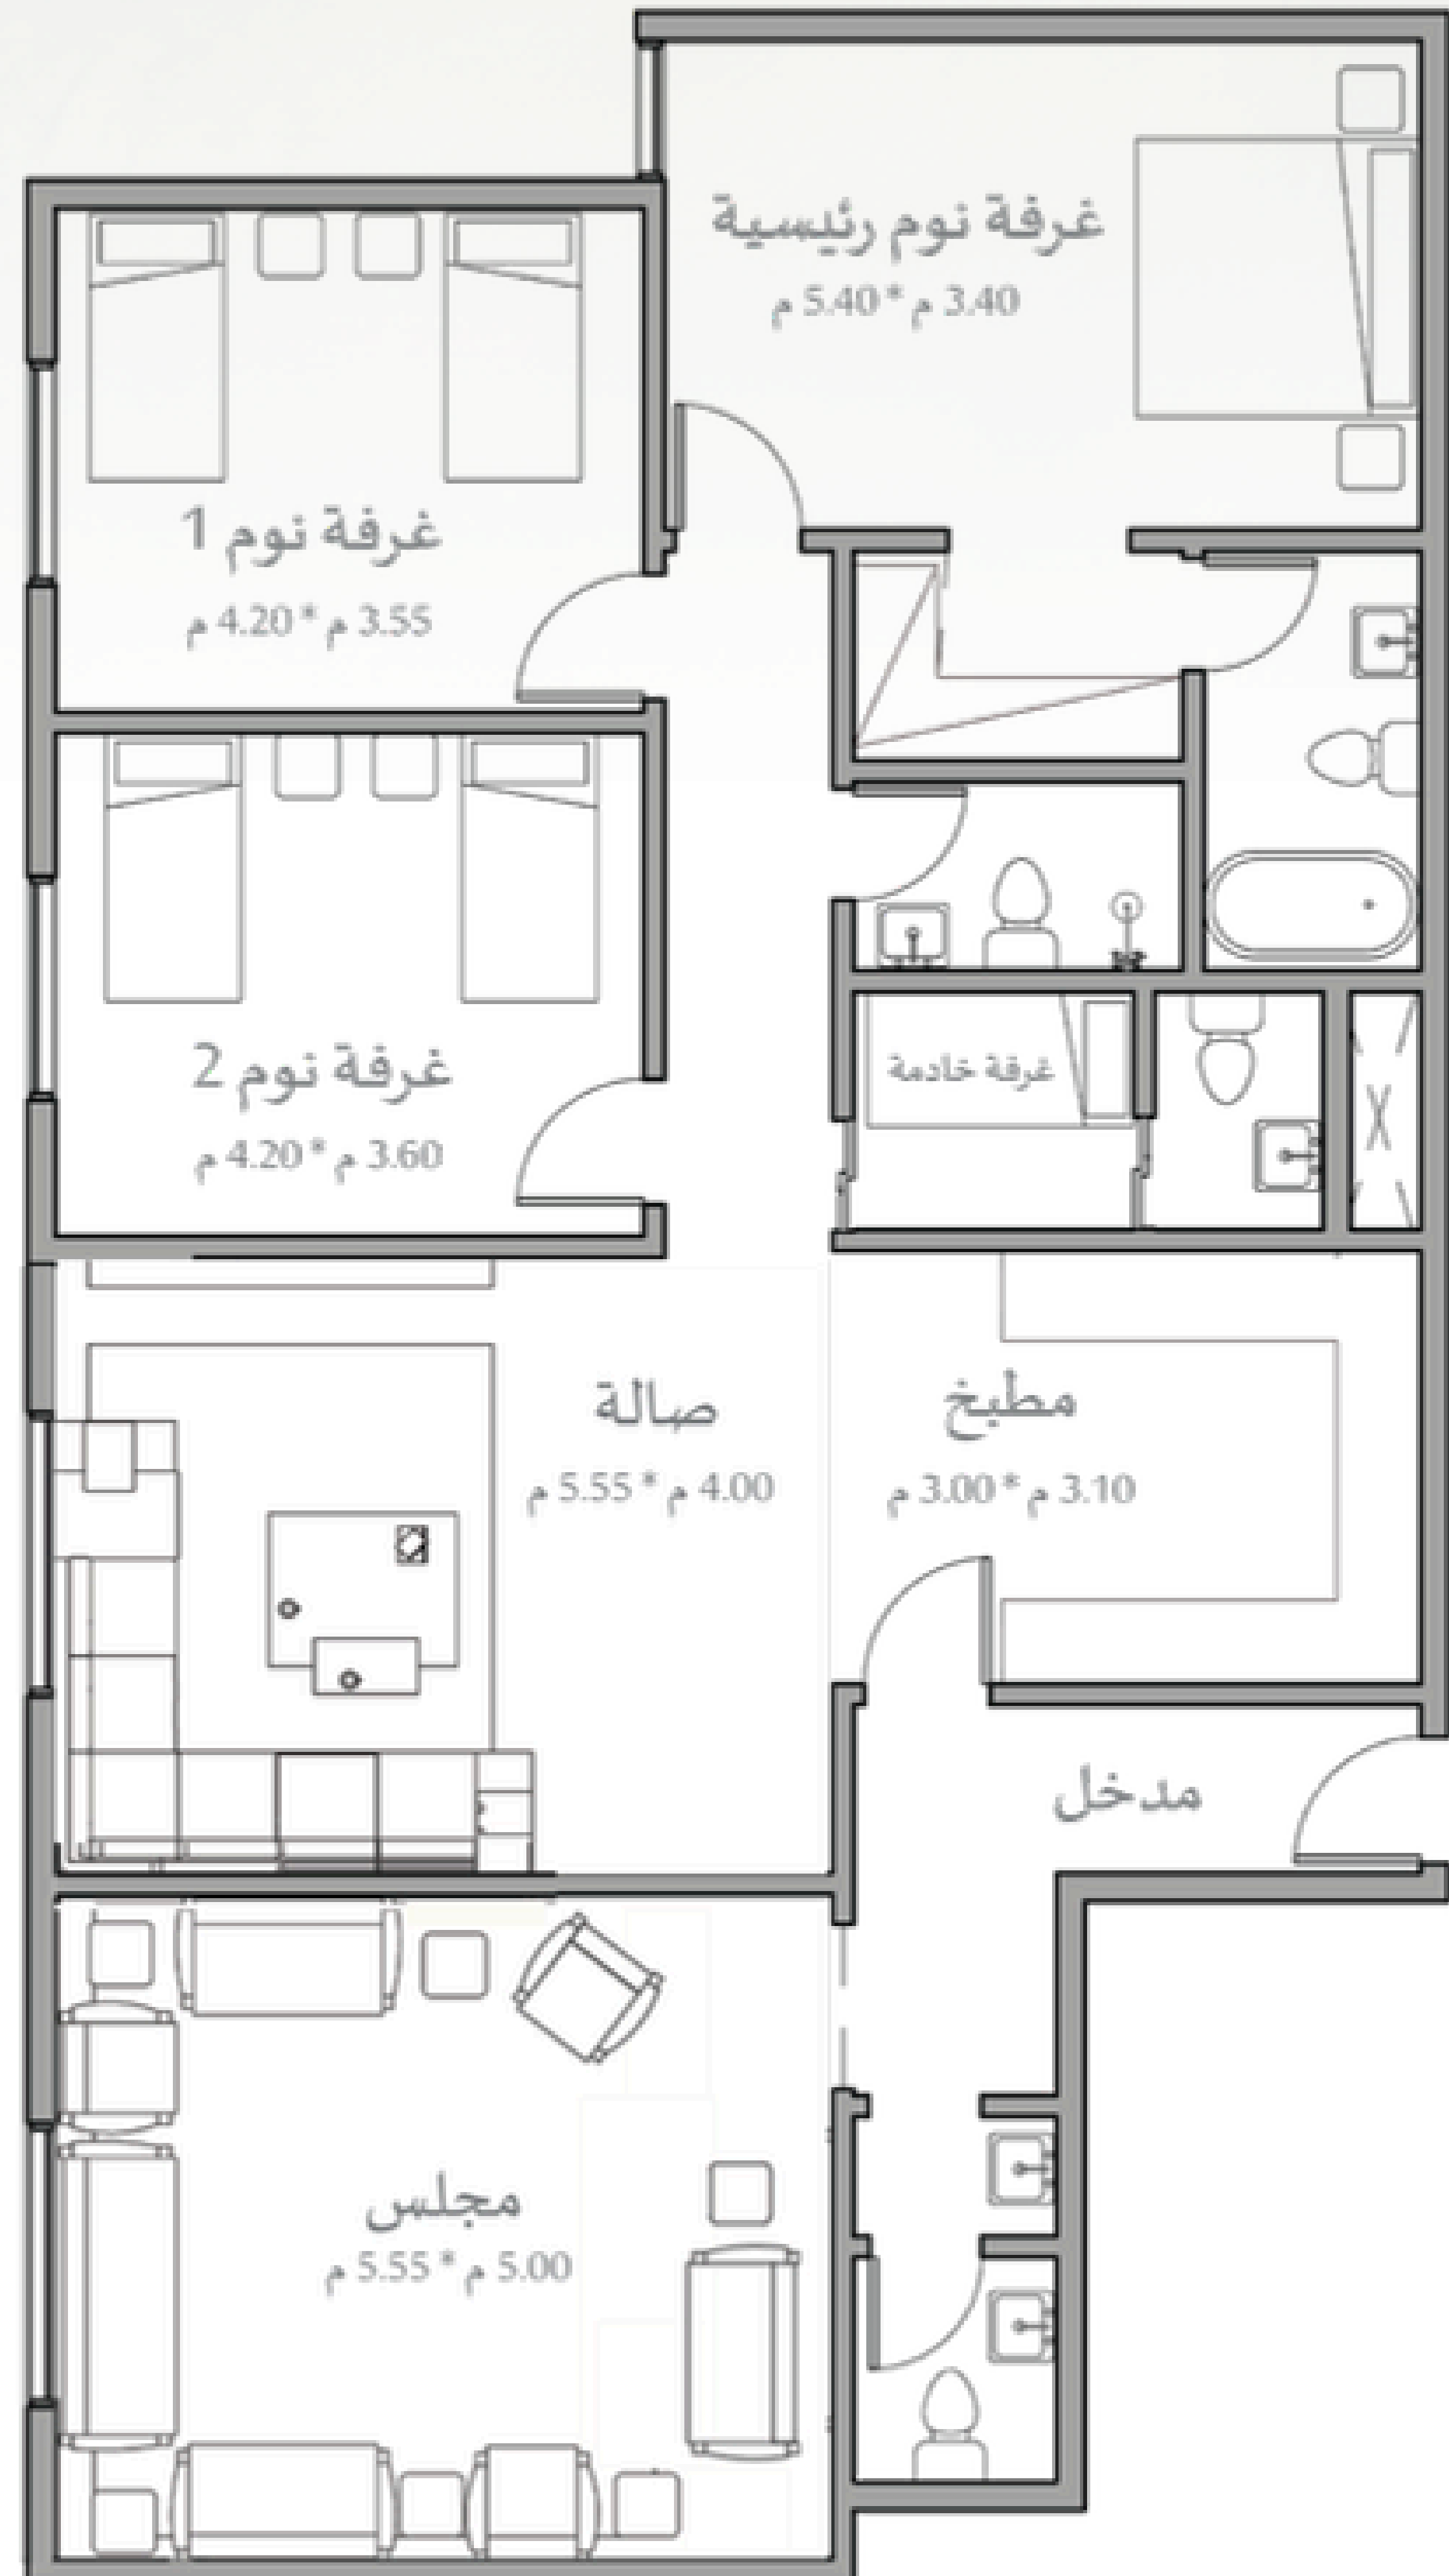 غرفة نوم رئيسية
3.40 م * 5.40 م
غرفة نوم 1
3.55 م * 4.20 م
غرفة نوم 2
3.60 م * 4.20 م
غرفة خادمة
مطبخ
3.10 م * 3.00 م
صالة
4.00 م * 5.55 م
مدخل
مجلس
5.00 م * 5.55 م